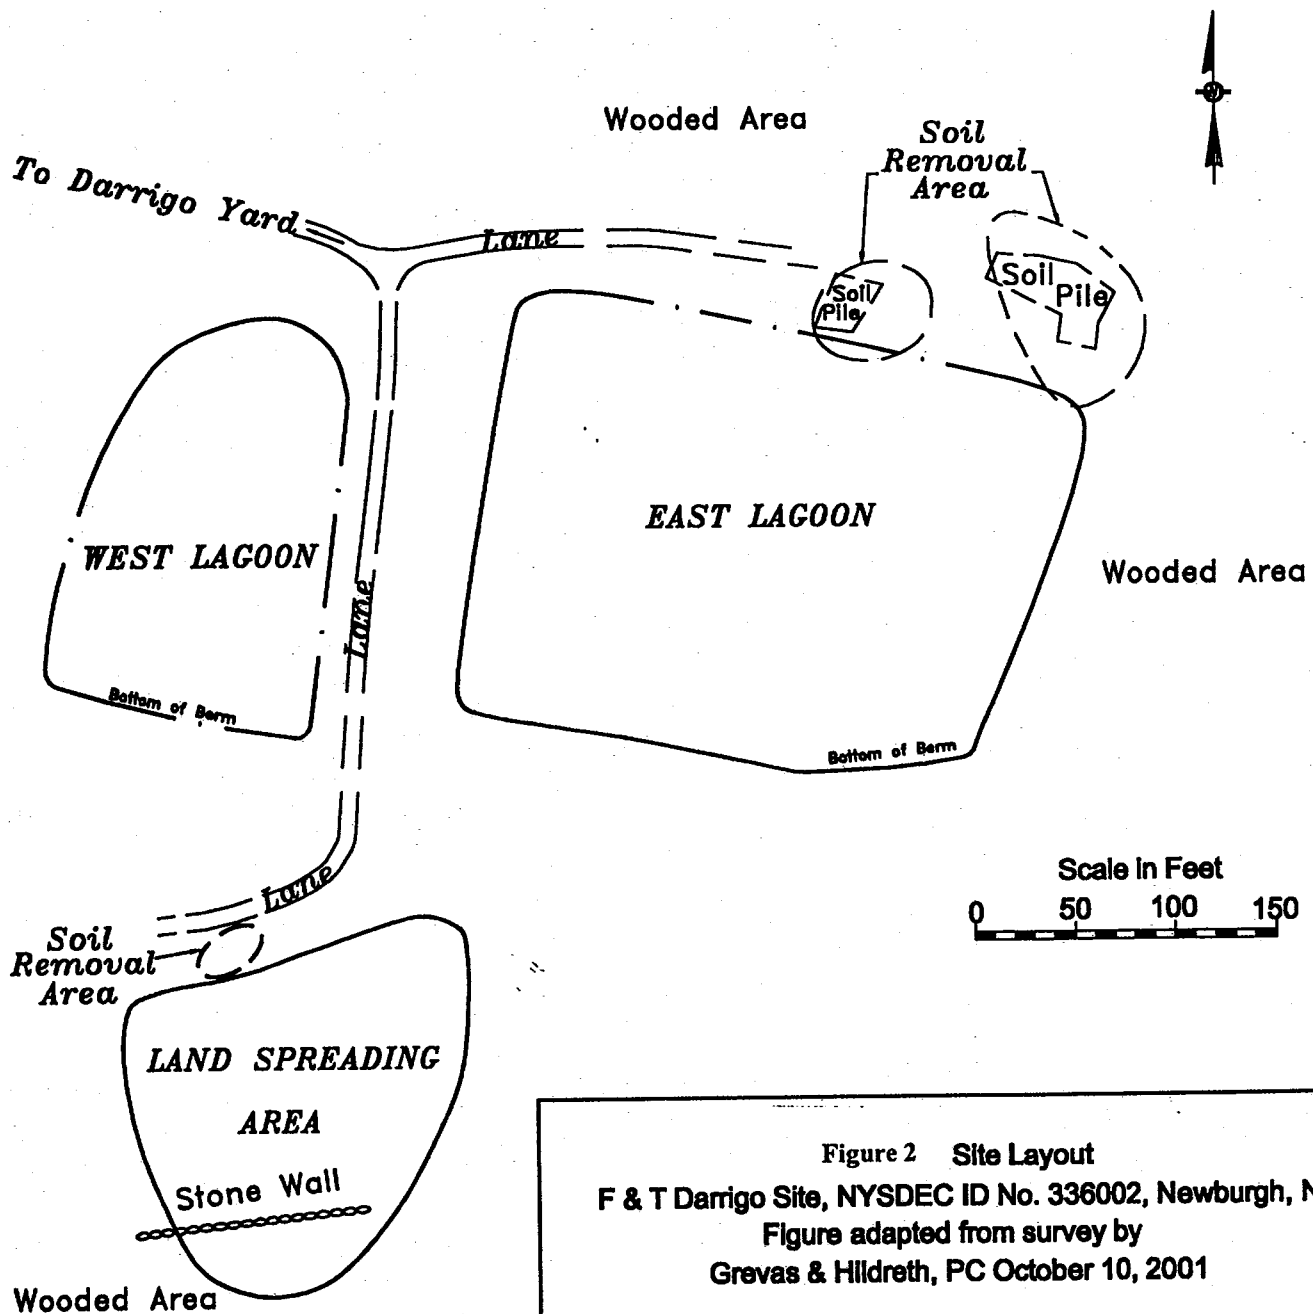 Wooded Area
Soil
Removal
Area
To Darrigo Yard
Lane
Soil
Pile
Soil
Pile
EAST LAGOON
WEST LAGOON
Wooded Area
Lane
Bottom of Berm
Bottom of Berm
Lane
Scale in Feet
0 50 100 150
Soil
Removal
Area
LAND SPREADING
AREA
Stone Wall
Wooded Area
Figure 2 Site Layout
F & T Darrigo Site, NYSDEC ID No. 336002, Newburgh, N
Figure adapted from survey by
Grevas & Hildreth, PC October 10, 2001